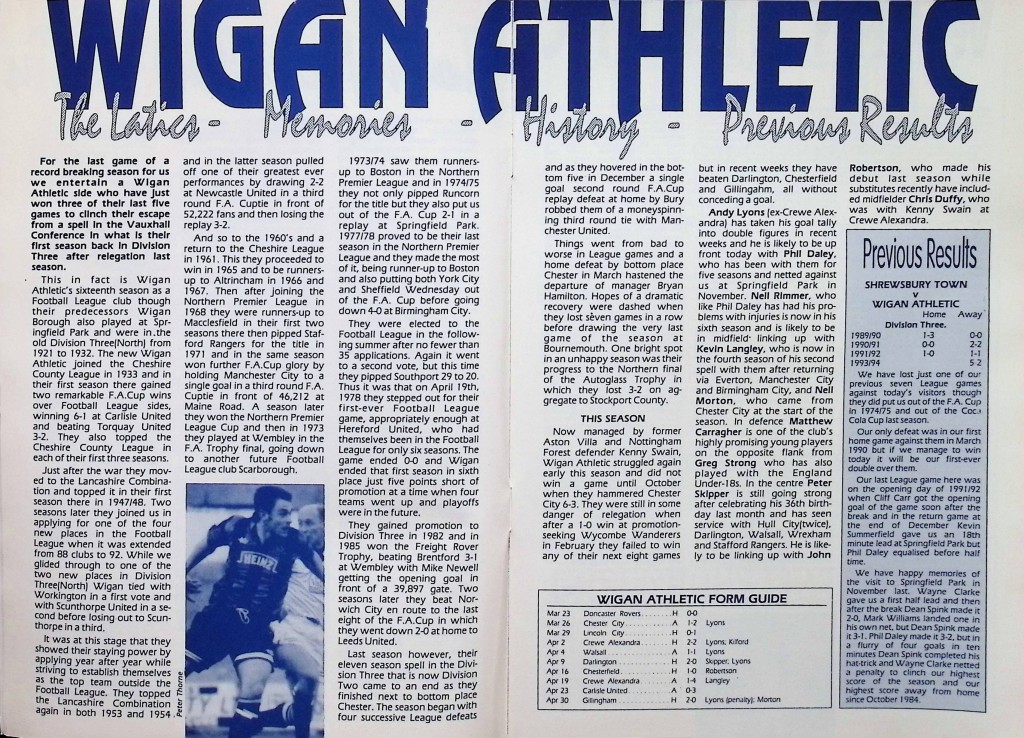 WIGAN ATHLETIC
The Latics - Memories - History - Previous Results
For the last game of a
record breaking season for us
we entertain a Wigan
Athletic side who have just
won three of their last five
games to clinch their escape
from a spell in the Vauxhall
Conference in what is their
first season back in Division
Three after relegation last
season.
This in fact is Wigan
Athletic's sixteenth season as a
Football League club though
their predecessors Wigan
Borough also played at Spr-
ingfield Park and were in the
old Division Three(North) from
1921 to 1932. The new Wigan
Athletic joined the Cheshire
County League in 1933 and in
their first season there gained
two remarkable F.A.Cup wins
over Football League sides,
winning 6-1 at Carlisle United
and beating Torquay United
3-2. They also topped the
Cheshire County League in
each of their first three seasons.
Just after the war they mov-
ed to the Lancashire Combina-
tion and topped it in their first
season there in 1947/48. Two
seasons later they joined us in
applying for one of the four
new places in the Football
League when it was extended
from 88 clubs to 92. While we
glided through to one of the
two new places in Division
Three(North) Wigan tied with
Workington in a first vote and
with Scunthorpe United in a se-
cond before losing out to Scun-
thorpe in a third.
It was at this stage that they
showed their staying power by
applying year after year while
striving to establish themselves
as the top team outside the
Football League. They topped
the Lancashire Combination
again in both 1953 and 1954
and in the latter season pulled
off one of their greatest ever
performances by drawing 2-2
at Newcastle United in a third
round F.A. Cuptie in front of
52,222 fans and then losing the
replay 3-2.
And so to the 1960's and a
return to the Cheshire League
in 1961. This they proceeded to
win in 1965 and to be runners-
up to Altrincham in 1966 and
1967. Then after joining the
Northern Premier League in
1968 they were runners-up to
Macclesfield in their first two
seasons there then pipped Staf-
ford Rangers for the title in
1971 and in the same season
won further F.A.Cup glory by
holding Manchester City to a
single goal in a third round F.A.
Cuptie in front of 46,212 at
Maine Road. A season later
they won the Northern Premier
League Cup and then in 1973
they played at Wembley in the
F.A. Trophy final, going down
to another future Football
League club Scarborough.
J HEINZL
Peter Thorne
1973/74 saw them runners-
up to Boston in the Northern
Premier League and in 1974/75
they not only pipped Runcorn
for the title but they also put us
out of the F.A. Cup 2-1 in a
replay at Springfield Park.
1977/78 proved to be their last
season in the Northern Premier
League and they made the most
of it, being runner-up to Boston
and also putting both York City
and Sheffield Wednesday out
of the F.A. Cup before going
down 4-0 at Birmingham City.
They were elected to the
Football League in the follow-
ing summer after no fewer than
35 applications. Again it went
to a second vote, but this time
they pipped Southport 29 to 20.
Thus it was that on April 19th,
1978 they stepped out for their
first-ever Football League
game, appropriately enough at
Hereford United, who had
themselves been in the Football
League for only six seasons. The
game ended 0-0 and Wigan
ended that first season in sixth
place just five points short of
promotion at a time when four
teams went up and playoffs
were in the future.
They gained promotion to
Division Three in 1982 and in
1985 won the Freight Rover
Trophy, beating Brentford 3-1
at Wembley with Mike Newell
getting the opening goal in
front of a 39,897 gate. Two
seasons later they beat Nor-
wich City en route to the last
eight of the F.A.Cup in which
they went down 2-0 at home to
Leeds United.
Last season however, their
eleven season spell in the Divi-
sion Three that is now Division
Two came to an end as they
finished next to bottom place
Chester. The season began with
four successive League defeats
and as they hovered in the bot-
tom five in December a single
goal second round F.A.Cup
replay defeat at home by Bury
robbed them of a moneyspinn-
ing third round tie with Man-
chester United.
Things went from bad to
worse in League games and a
home defeat by bottom place
Chester in March hastened the
departure of manager Bryan
Hamilton. Hopes of a dramatic
recovery were dashed when
they lost seven games in a row
before drawing the very last
game of the season at
Bournemouth. One bright spot
in an unhappy season was their
progress to the Northern final
of the Autoglass Trophy in
which they lost 3-2 on ag-
gregate to Stockport County.
THIS SEASON
Now managed by former
Aston Villa and Nottingham
Forest defender Kenny Swain,
Wigan Athletic struggled again
early this season and did not
win a game until October
when they hammered Chester
City 6-3. They were still in some
danger of relegation when
after a 1-0 win at promotion-
seeking Wycombe Wanderers
in February they failed to win
any of their next eight games
but in recent weeks they have
beaten Darlington, Chesterfield
and Gillingahm, all without
conceding a goal.
Andy Lyons (ex-Crewe Alex-
andra) has taken his goal tally
into double figures in recent
weeks and he is likely to be up
front today with Phil Daley,
who has been with them for
five seasons and netted against
us at Springfield Park in
November. Neil Rimmer, who
like Phil Daley has had his pro-
blems with injuries is now in his
sixth season and is likely to be
in midfield linking up with
Kevin Langley, who is now in
the fourth season of his second
spell with them after returning
via Everton, Manchester City
and Birmingham City, and Neil
Morton, who came from
Chester City at the start of the
season. In defence Matthew
Carragher is one of the club's
highly promising young players
on the opposite flank from
Greg Strong who has also
played with the England
Under-18s. In the centre Peter
Skipper is still going strong
after celebrating his 36th birth-
day last month and has seen
service with Hull City(twice),
Darlington, Walsall, Wrexham
and Stafford Rangers. He is like-
ly to be linking up with John
Robertson, who made his
debut last season while
substitutes recently have includ-
ed midfielder Chris Duffy, who
was with Kenny Swain at
Crewe Alexandra.
Previous Results
SHREWSBURY TOWN
v
WIGAN ATHLETIC
Home Away
Division Three.
1989/90 1-3 0-0
1990/91 0-0 2-2
1991/92 1-0 1-1
1993/94 5-2
We have lost just one of our
previous seven League games
against today's visitors though
they did put us out of the F.A. Cup
in 1974/75 and out of the Coca
Cola Cup last season.
Our only defeat was in our first
home game against them in March
1990 but if we manage to win
today it will be our first-ever
double over them.
Our last League game here was
on the opening day of 1991/92
when Cliff Carr got the opening
goal of the game soon after the
break and in the return game at
the end of December Kevin
Summerfield gave us an 18th
minute lead at Springfield Park but
Phil Daley equalised before half
time.
We have happy memories of
the visit to Springfield Park in
November last. Wayne Clarke
gave us a first half lead and then
after the break Dean Spink made it
2-0, Mark Williams landed one in
his own net, but Dean Spink made
it 3-1. Phil Daley made it 3-2, but in
a flurry of four goals in ten
minutes Dean Spink completed his
hat-trick and Wayne Clarke netted
a penalty to clinch our highest
score of the season and our
highest score away from home
since October 1984.
WIGAN ATHLETIC FORM GUIDE
Mar 23 Doncaster Rovers ........ H 0-0
Mar 26 Chester City ........ A 1-2 Lyons
Mar 29 Lincoln City ........ H 0-1
Apr 2 Crewe Alexandra ........ H 2-2 Lyons; Kilford
Apr 4 Walsall ........ A 1-1 Lyons
Apr 9 Darlington ........ H 2-0 Skipper; Lyons
Apr 16 Chesterfield ........ H 1-0 Robertson
Apr 19 Crewe Alexandra ........ A 1-4 Langley
Apr 23 Carlisle United ........ A 0-3
Apr 30 Gillingham ........ H 2-0 Lyons (penalty); Morton